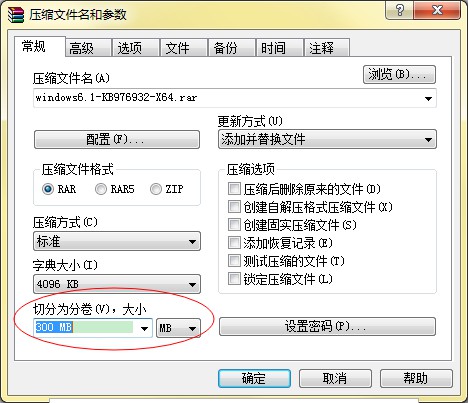 压缩文件名和参数
常规 高级 选项 文件 备份 时间 注释
压缩文件名(A)
浏览(B)...
windows6.1-KB976932-X64.rar
更新方式(U)
配置(F)...
添加并替换文件
压缩文件格式
RAR RAR5 ZIP
压缩方式(C)
标准
字典大小(I)
4096 KB
切分为分卷(V)，大小
300 MB
MB
压缩选项
压缩后删除原来的文件(D)
创建自解压格式压缩文件(X)
创建固实压缩文件(S)
添加恢复记录(E)
测试压缩的文件(T)
锁定压缩文件(L)
设置密码(P)...
确定 取消 帮助